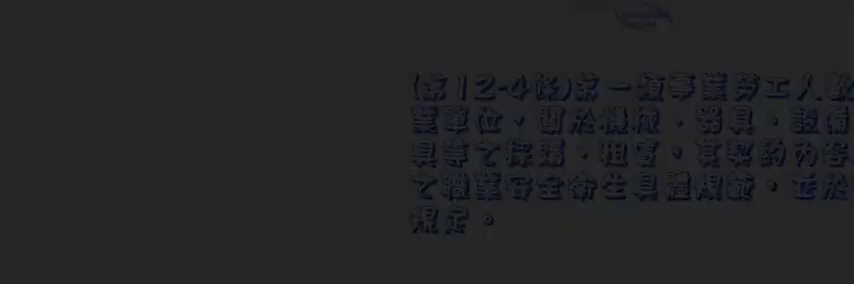 (第12-4條)第一類事業勞工人數
業單位，關於機械、器具、設備
具等之採購、租賃，其契約內容
之職業安全衛生具體規範，並於
規定。